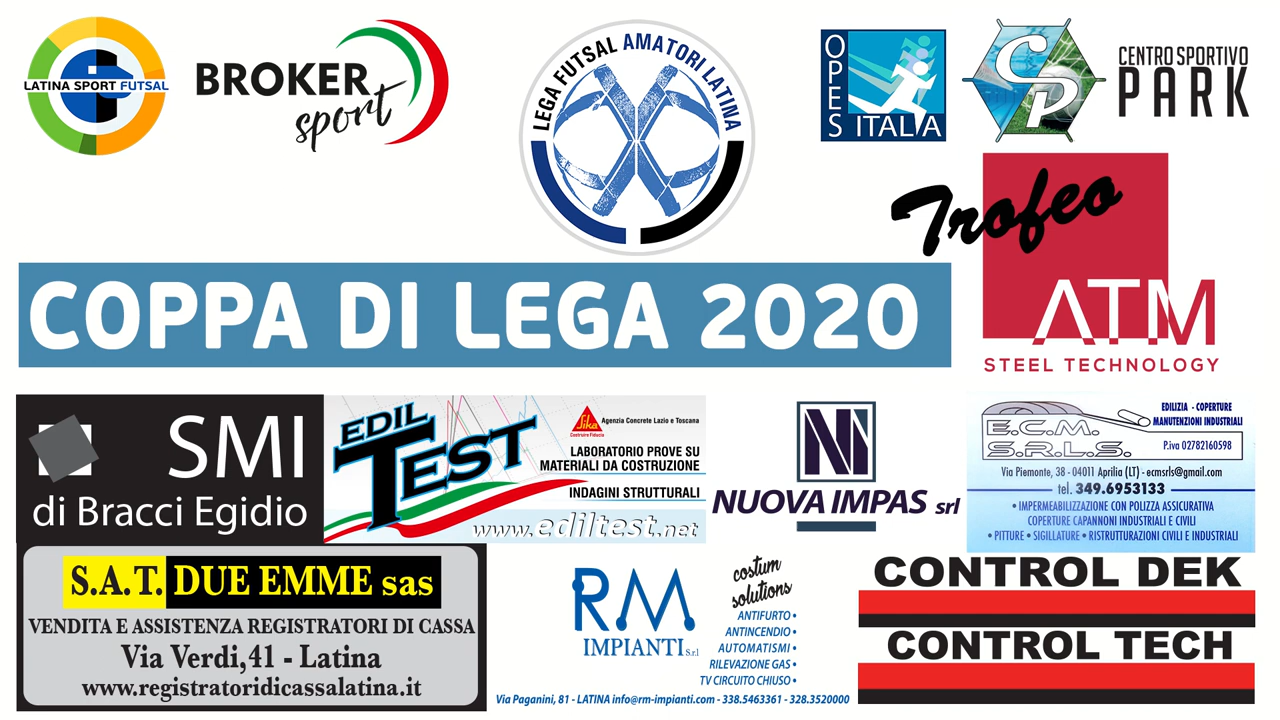 LATINA SPORT FUTSAL
BROKER
sport
LEGA FUTSAL AMATORI LATINA
OPES
ITALIA
CP
CENTRO SPORTIVO
PARK
Trofeo
ATM
STEEL TECHNOLOGY
COPPA DI LEGA 2020
SMI
di Bracci Egidio
EDIL
TEST
Sika
Costruire Fiducia
Agenzia Concrete Lazio e Toscana
LABORATORIO PROVE SU
MATERIALI DA COSTRUZIONE
INDAGINI STRUTTURALI
www.ediltest.net
NI
NUOVA IMPAS srl
E.C.M.
S.R.L.S.
EDILIZIA - COPERTURE
MANUTENZIONI INDUSTRIALI
P.iva 02782160598
Via Piemonte, 38 - 04011 Aprilia (LT) - ecmsrls@gmail.com
tel. 349.6953133
• IMPERMEABILIZZAZIONE CON POLIZZA ASSICURATIVA
COPERTURE CAPANNONI INDUSTRIALI E CIVILI
• PITTURE • SIGILLATURE • RISTRUTTURAZIONI CIVILI E INDUSTRIALI
S.A.T. DUE EMME sas
VENDITA E ASSISTENZA REGISTRATORI DI CASSA
Via Verdi,41 - Latina
www.registratoridicassalatina.it
RM
IMPIANTI S.r.l
costum
solutions
ANTIFURTO •
ANTINCENDIO •
AUTOMATISMI •
RILEVAZIONE GAS •
TV CIRCUITO CHIUSO •
Via Paganini, 81 - LATINA info@rm-impianti.com - 338.5463361 - 328.3520000
CONTROL DEK
CONTROL TECH